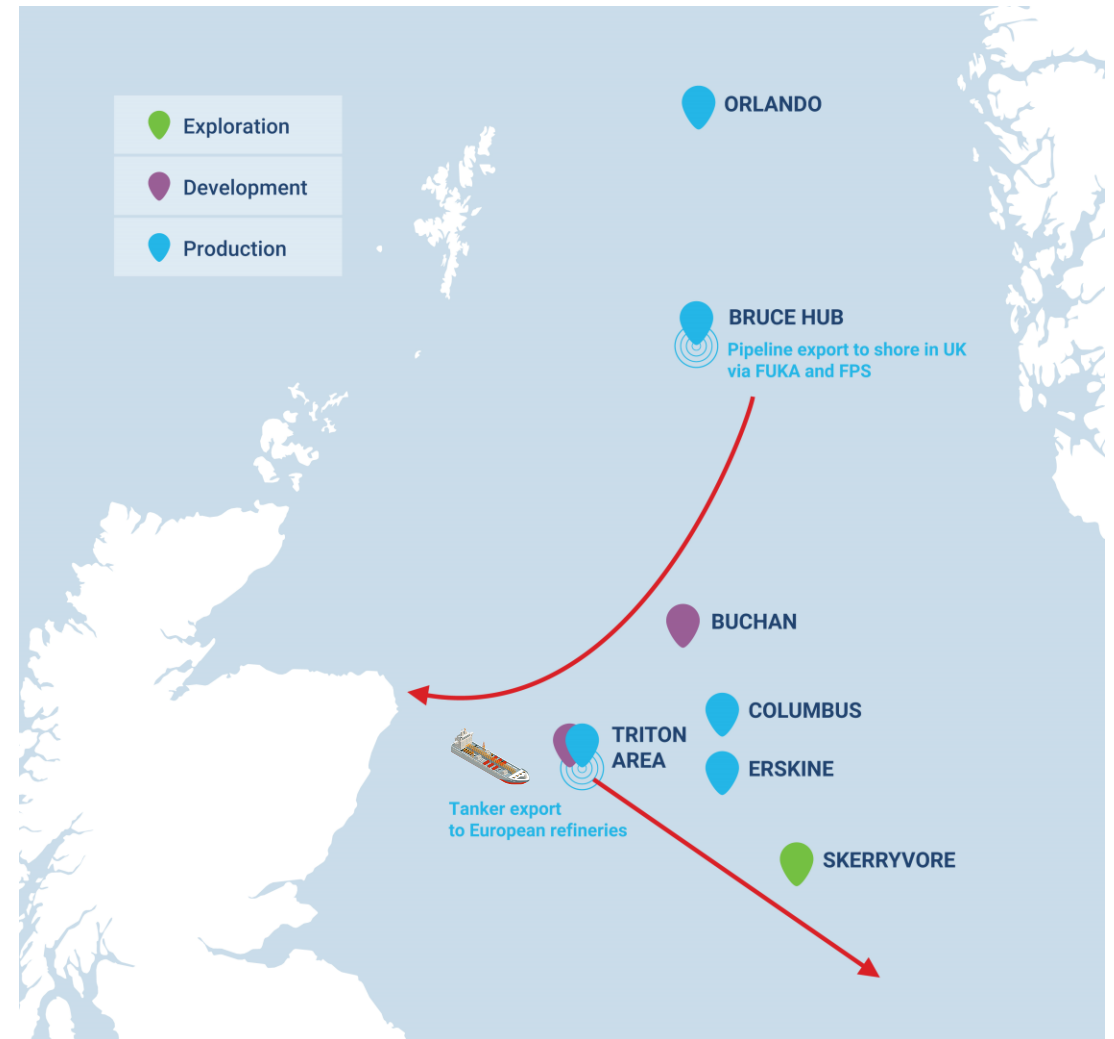 Exploration
Development
Production
ORLANDO
BRUCE HUB
Pipeline export to shore in UK
via FUKA and FPS
BUCHAN
COLUMBUS
TRITON
AREA
ERSKINE
Tanker export
to European refineries
SKERRYVORE